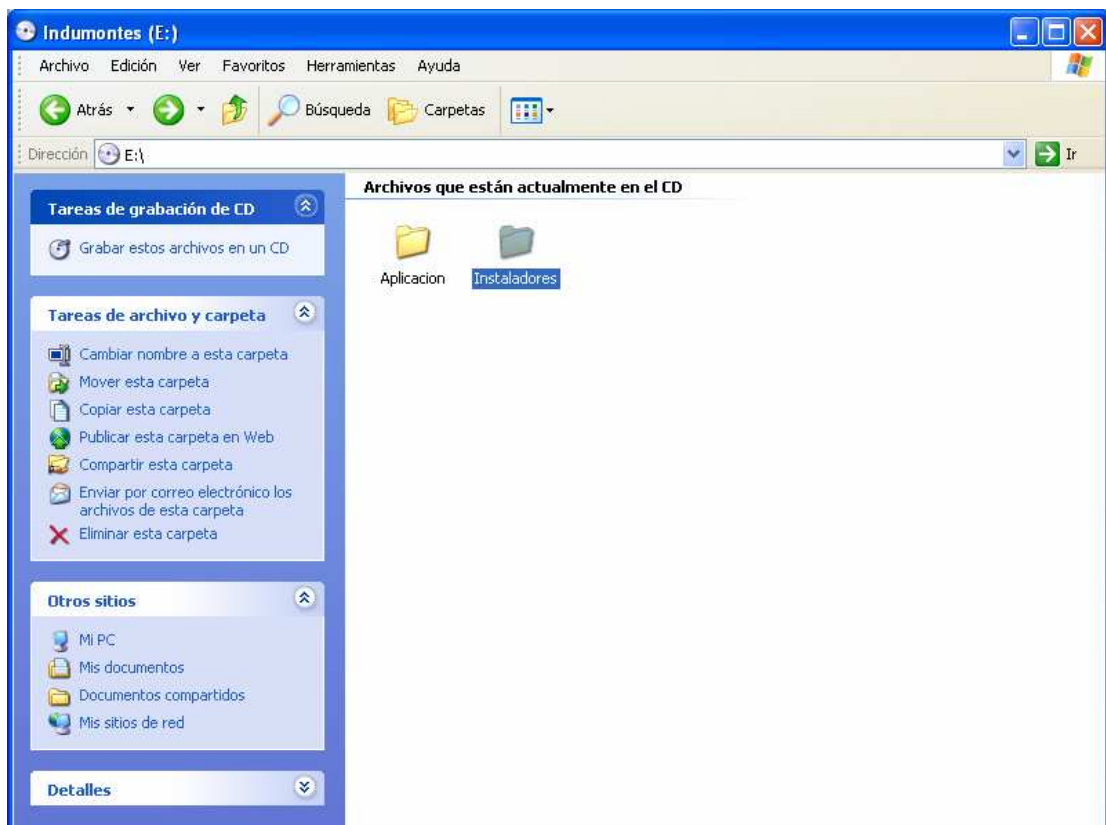 Indumontes (E:)
Archivo Edición Ver Favoritos Herramientas Ayuda
Atrás Búsqueda Carpetas
Dirección E:\ Ir
Tareas de grabación de CD
Grabar estos archivos en un CD
Tareas de archivo y carpeta
Cambiar nombre a esta carpeta
Mover esta carpeta
Copiar esta carpeta
Publicar esta carpeta en Web
Compartir esta carpeta
Enviar por correo electrónico los
archivos de esta carpeta
Eliminar esta carpeta
Otros sitios
Mi PC
Mis documentos
Documentos compartidos
Mis sitios de red
Detalles
Archivos que están actualmente en el CD
Aplicacion Instaladores